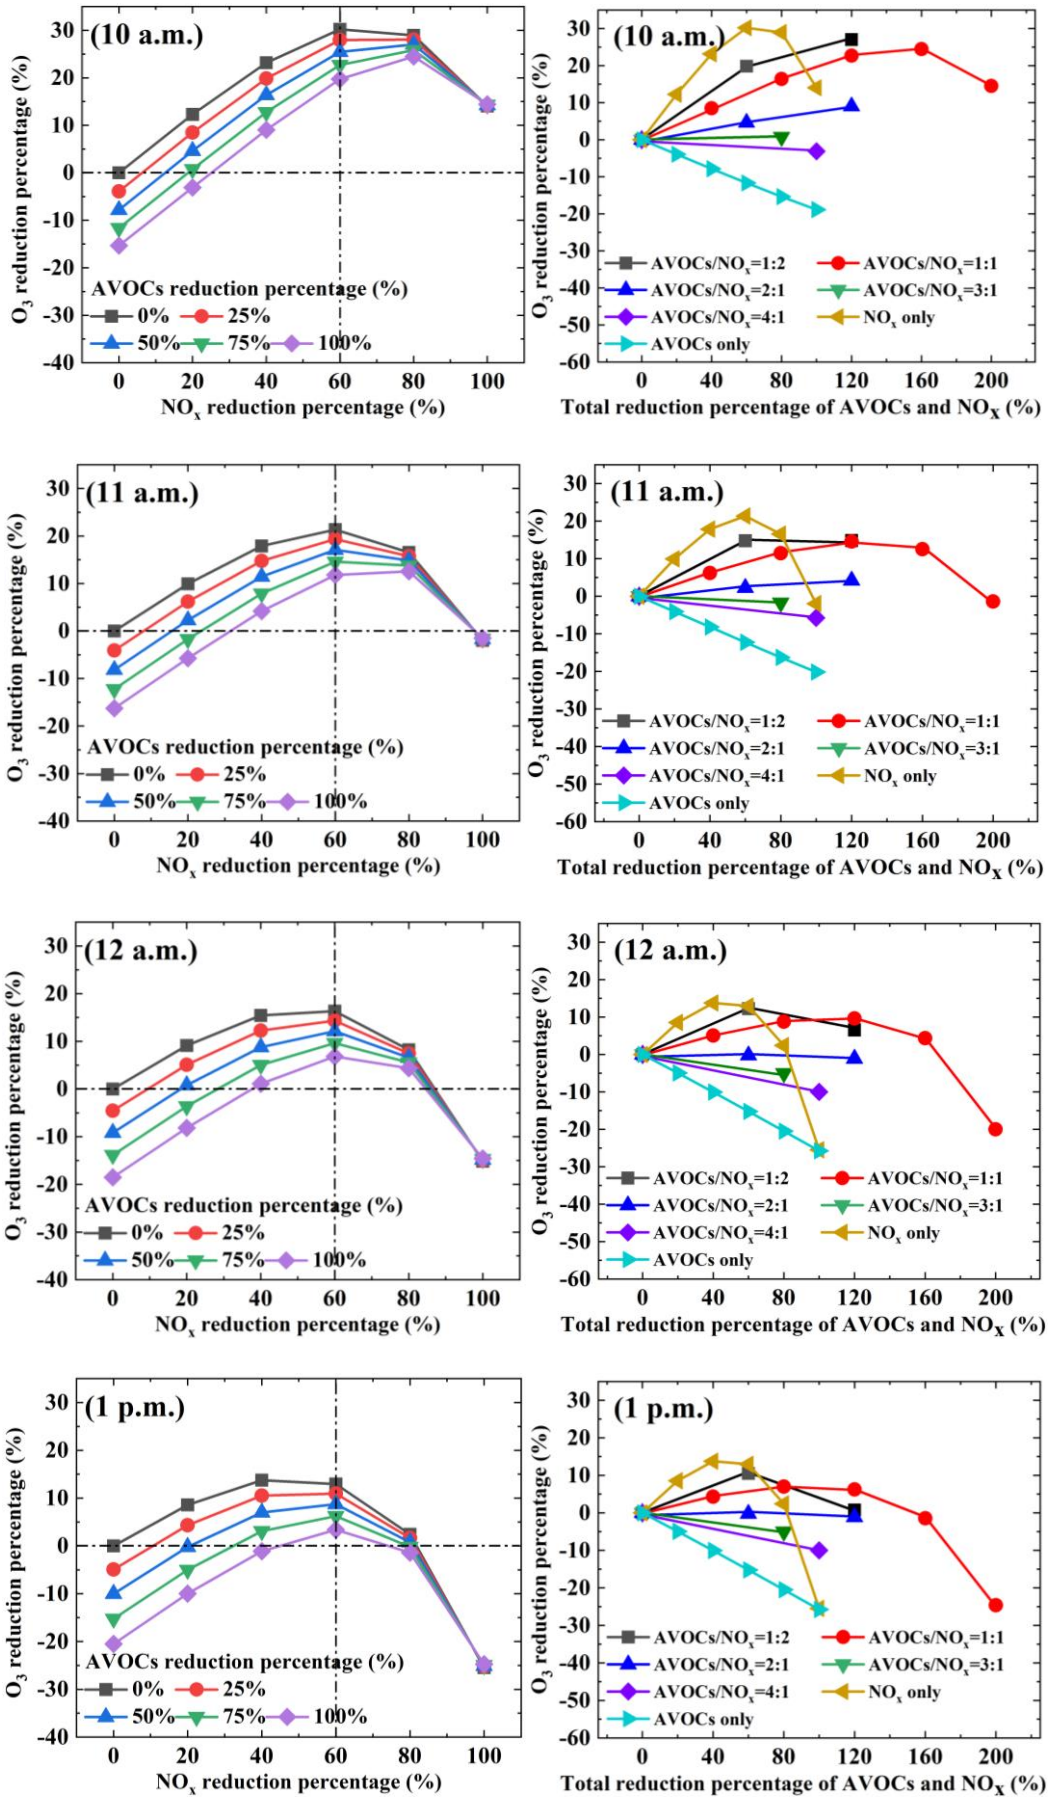 (10 a.m.)
O3 reduction percentage (%)
30
20
10
0
-10
-20
-30
-40
AVOCs reduction percentage (%)
0% 25%
50% 75% 100%
0 20 40 60 80 100
NOx reduction percentage (%)
(10 a.m.)
O3 reduction percentage (%)
30
20
10
0
-10
-20
-30
-40
-50
-60
AVOCs/NOx=1:2 AVOCs/NOx=1:1
AVOCs/NOx=2:1 AVOCs/NOx=3:1
AVOCs/NOx=4:1 NOx only
AVOCs only
0 40 80 120 160 200
Total reduction percentage of AVOCs and NOx (%)
(11 a.m.)
O3 reduction percentage (%)
30
20
10
0
-10
-20
-30
-40
AVOCs reduction percentage (%)
0% 25%
50% 75% 100%
0 20 40 60 80 100
NOx reduction percentage (%)
(11 a.m.)
O3 reduction percentage (%)
30
20
10
0
-10
-20
-30
-40
-50
-60
AVOCs/NOx=1:2 AVOCs/NOx=1:1
AVOCs/NOx=2:1 AVOCs/NOx=3:1
AVOCs/NOx=4:1 NOx only
AVOCs only
0 40 80 120 160 200
Total reduction percentage of AVOCs and NOx (%)
(12 a.m.)
O3 reduction percentage (%)
30
20
10
0
-10
-20
-30
-40
AVOCs reduction percentage (%)
0% 25%
50% 75% 100%
0 20 40 60 80 100
NOx reduction percentage (%)
(12 a.m.)
O3 reduction percentage (%)
30
20
10
0
-10
-20
-30
-40
-50
-60
AVOCs/NOx=1:2 AVOCs/NOx=1:1
AVOCs/NOx=2:1 AVOCs/NOx=3:1
AVOCs/NOx=4:1 NOx only
AVOCs only
0 40 80 120 160 200
Total reduction percentage of AVOCs and NOx (%)
(1 p.m.)
O3 reduction percentage (%)
30
20
10
0
-10
-20
-30
-40
AVOCs reduction percentage (%)
0% 25%
50% 75% 100%
0 20 40 60 80 100
NOx reduction percentage (%)
(1 p.m.)
O3 reduction percentage (%)
30
20
10
0
-10
-20
-30
-40
-50
-60
AVOCs/NOx=1:2 AVOCs/NOx=1:1
AVOCs/NOx=2:1 AVOCs/NOx=3:1
AVOCs/NOx=4:1 NOx only
AVOCs only
0 40 80 120 160 200
Total reduction percentage of AVOCs and NOx (%)